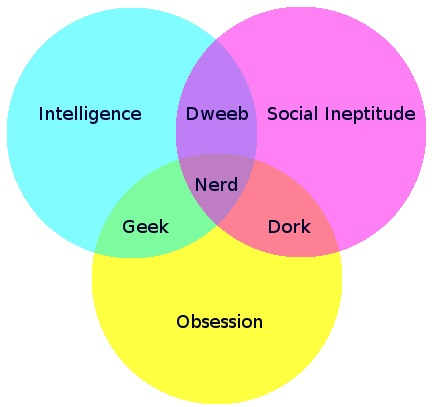 Intelligence
Dweeb
Social Ineptitude
Nerd
Geek
Dork
Obsession